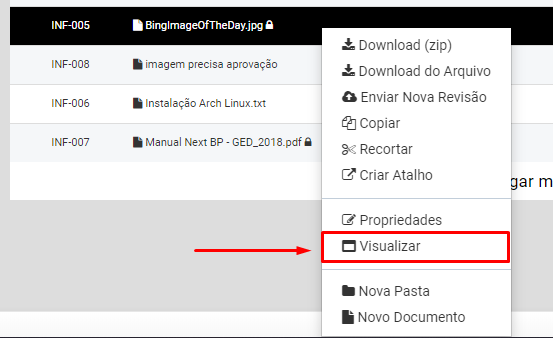 INF-005 BingImageOfTheDay.jpg
INF-008 imagem precisa aprovação
INF-006 Instalação Arch Linux.txt
INF-007 Manual Next BP - GED_2018.pdf
gar m
Download (zip)
Download do Arquivo
Enviar Nova Revisão
Copiar
Recortar
Criar Atalho
Propriedades
Visualizar
Nova Pasta
Novo Documento